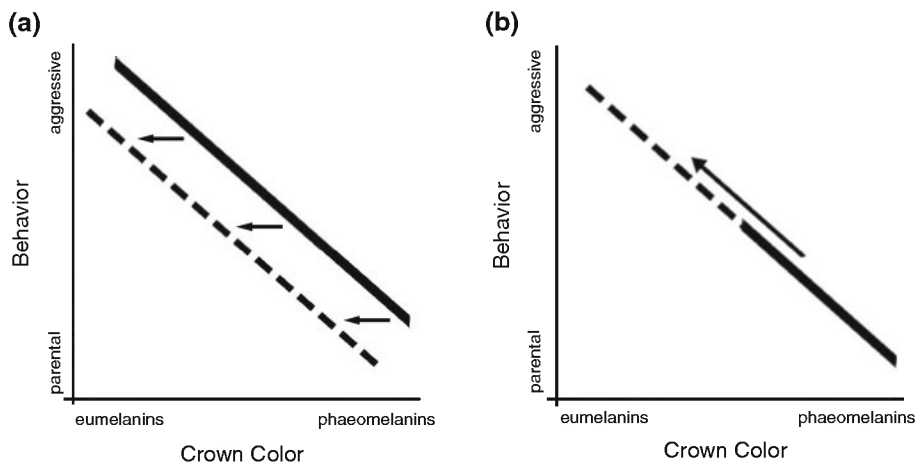 (a)
aggressive
Behavior
parental
eumelanins
phaeomelanins
Crown Color
(b)
aggressive
Behavior
parental
eumelanins
phaeomelanins
Crown Color